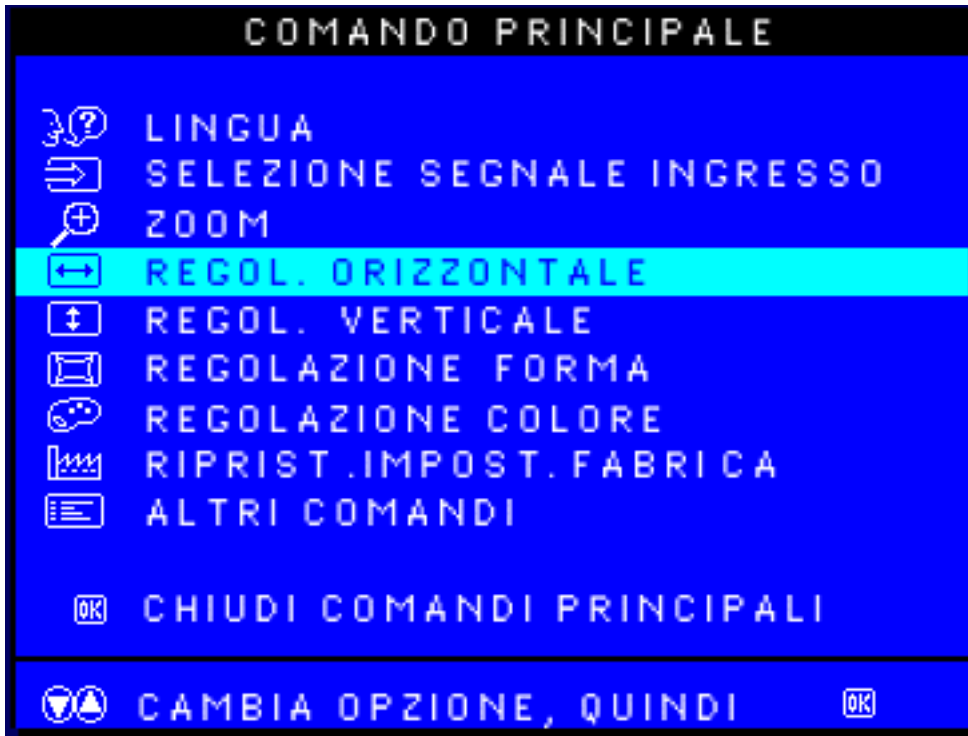 COMANDO PRINCIPALE
LINGUA
SELEZIONE SEGNALE INGRESSO
ZOOM
REGOL. ORIZZONTALE
REGOL. VERTICALE
REGOLAZIONE FORMA
REGOLAZIONE COLORE
RIPRIST.IMPOST.FABRICA
ALTRI COMANDI
OK CHIUDI COMANDI PRINCIPALI
CAMBIA OPZIONE, QUINDI OK